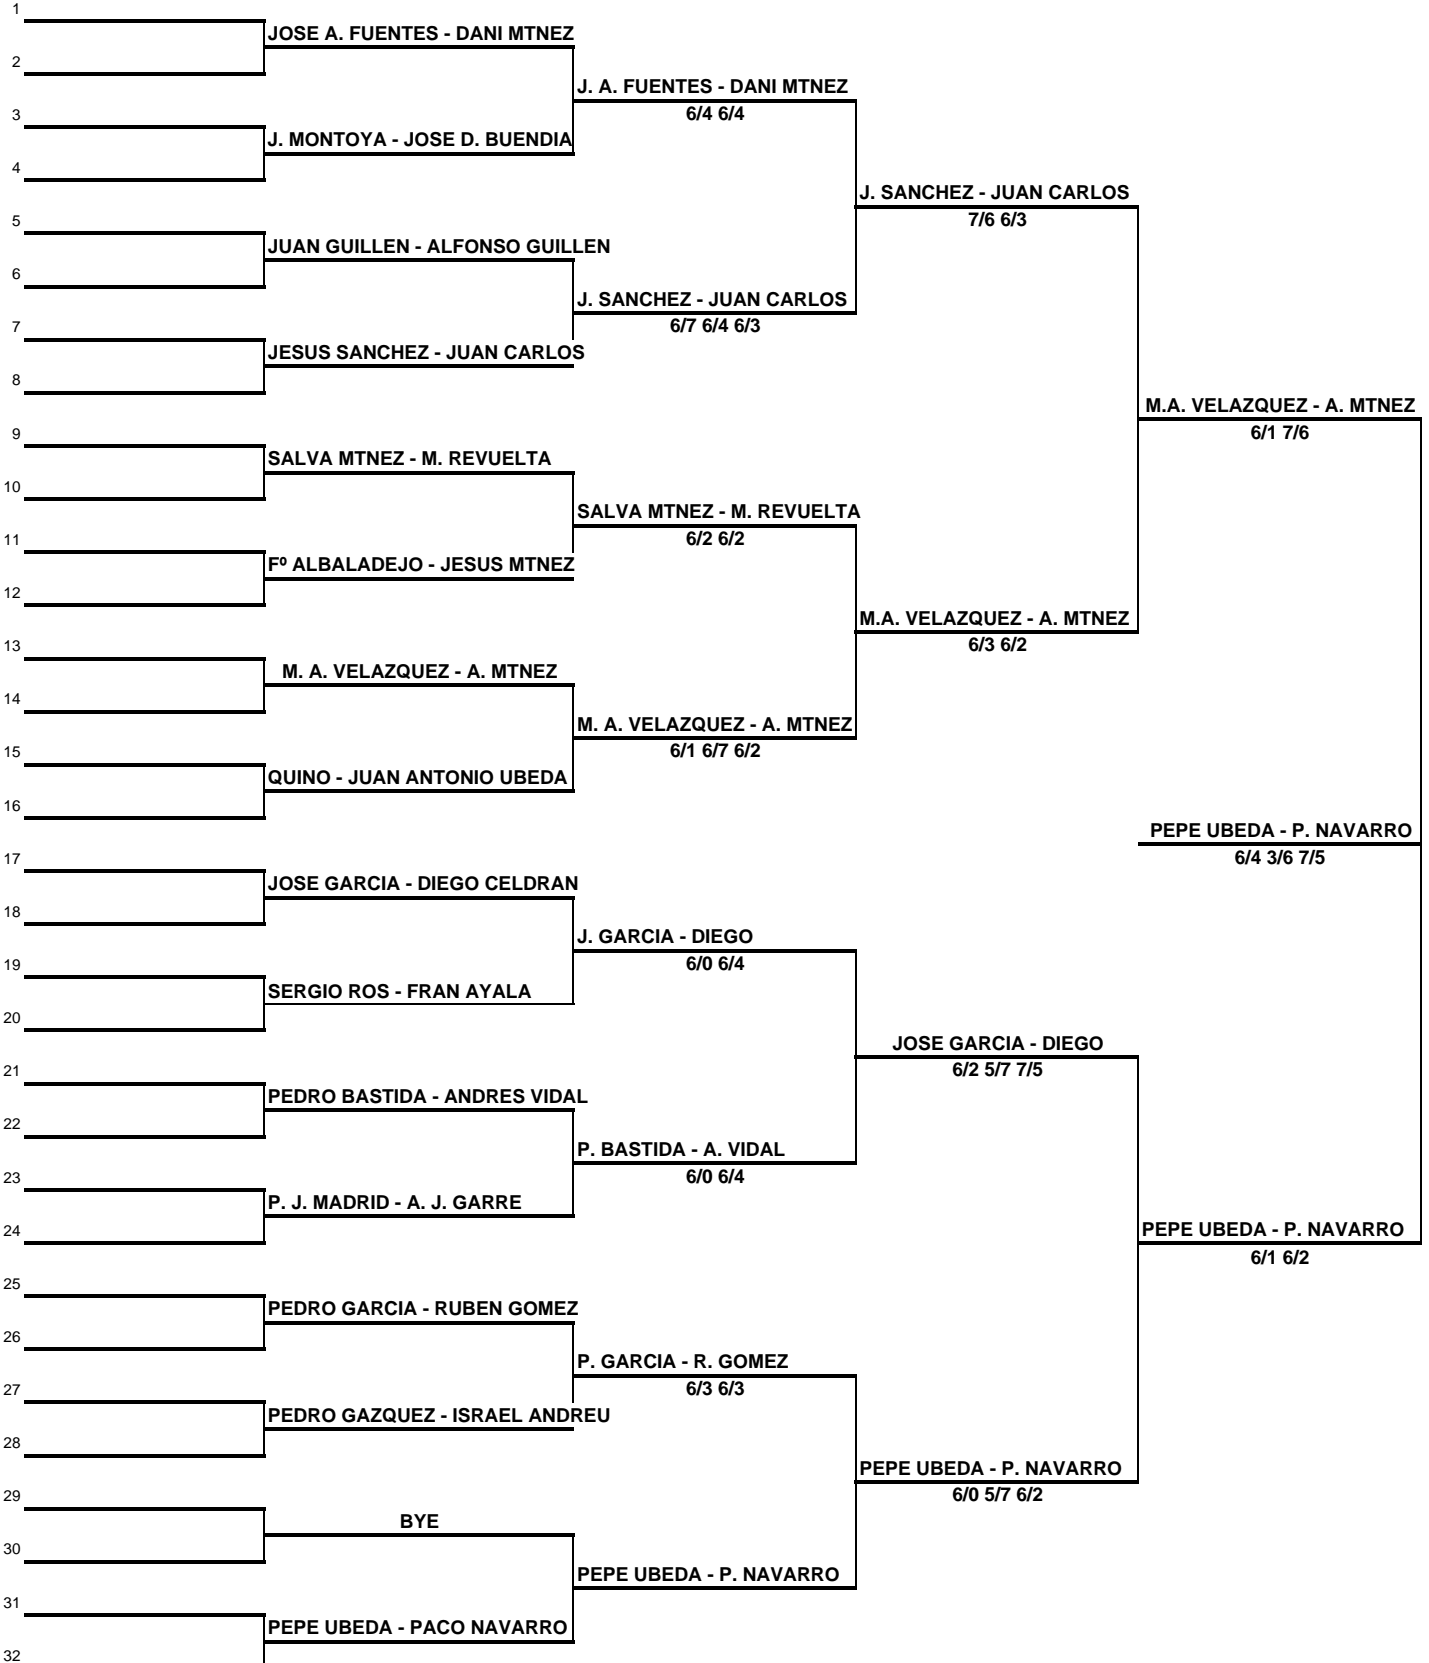 1
JOSE A. FUENTES - DANI MTNEZ
2
J. A. FUENTES - DANI MTNEZ
6/4 6/4
3
J. MONTOYA - JOSE D. BUENDIA
4
J. SANCHEZ - JUAN CARLOS
7/6 6/3
5
JUAN GUILLEN - ALFONSO GUILLEN
6
J. SANCHEZ - JUAN CARLOS
6/7 6/4 6/3
7
JESUS SANCHEZ - JUAN CARLOS
8
M.A. VELAZQUEZ - A. MTNEZ
6/1 7/6
9
SALVA MTNEZ - M. REVUELTA
10
SALVA MTNEZ - M. REVUELTA
6/2 6/2
11
Fº ALBALADEJO - JESUS MTNEZ
12
M.A. VELAZQUEZ - A. MTNEZ
6/3 6/2
13
M. A. VELAZQUEZ - A. MTNEZ
14
M. A. VELAZQUEZ - A. MTNEZ
6/1 6/7 6/2
15
QUINO - JUAN ANTONIO UBEDA
16
PEPE UBEDA - P. NAVARRO
6/4 3/6 7/5
17
JOSE GARCIA - DIEGO CELDRAN
18
J. GARCIA - DIEGO
6/0 6/4
19
SERGIO ROS - FRAN AYALA
20
JOSE GARCIA - DIEGO
6/2 5/7 7/5
21
PEDRO BASTIDA - ANDRES VIDAL
22
P. BASTIDA - A. VIDAL
6/0 6/4
23
P. J. MADRID - A. J. GARRE
24
PEPE UBEDA - P. NAVARRO
6/1 6/2
25
PEDRO GARCIA - RUBEN GOMEZ
26
P. GARCIA - R. GOMEZ
6/3 6/3
27
PEDRO GAZQUEZ - ISRAEL ANDREU
28
PEPE UBEDA - P. NAVARRO
6/0 5/7 6/2
29
BYE
30
PEPE UBEDA - P. NAVARRO
31
PEPE UBEDA - PACO NAVARRO
32